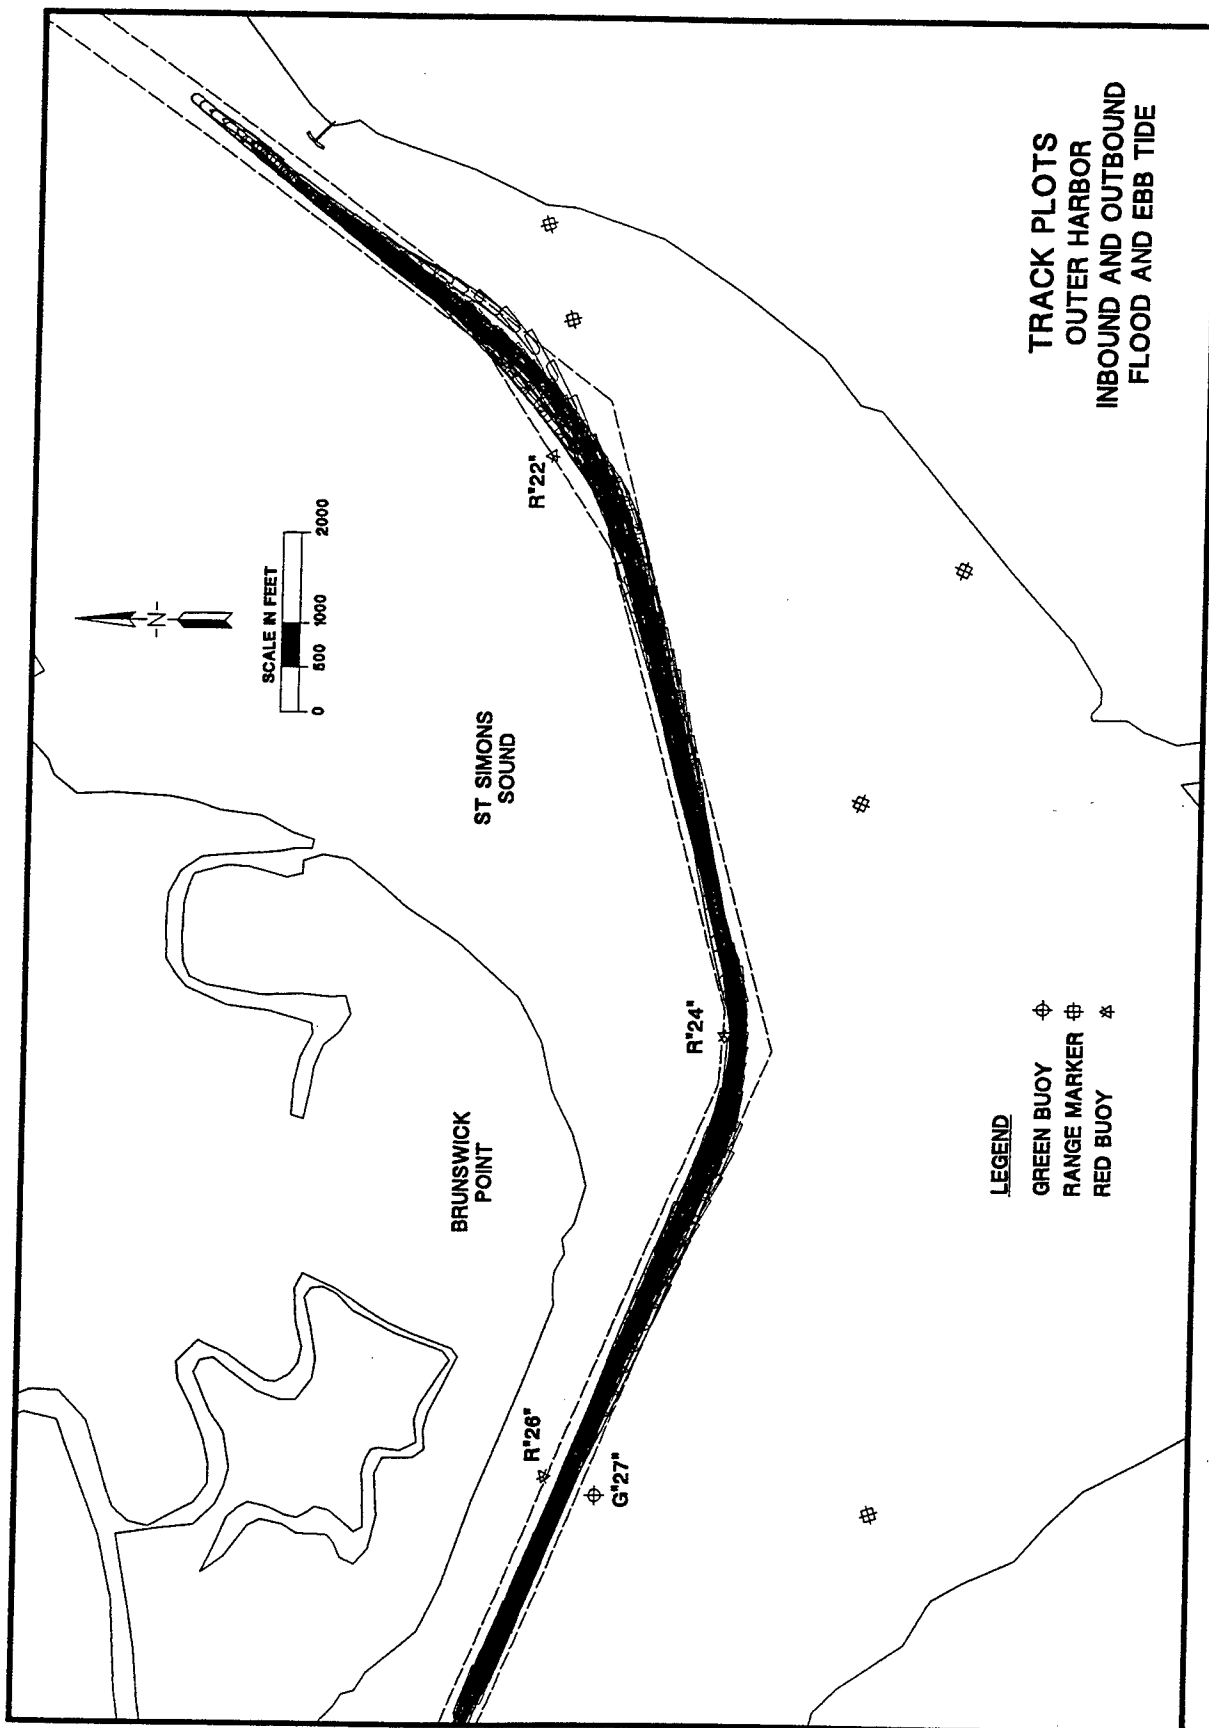 TRACK PLOTS
OUTER HARBOR
INBOUND AND OUTBOUND
FLOOD AND EBB TIDE
SCALE IN FEET
0 500 1000 2000
-N-
ST SIMONS
SOUND
BRUNSWICK
POINT
R"22"
R"24"
R"26"
G"27"
LEGEND
GREEN BUOY
RANGE MARKER
RED BUOY